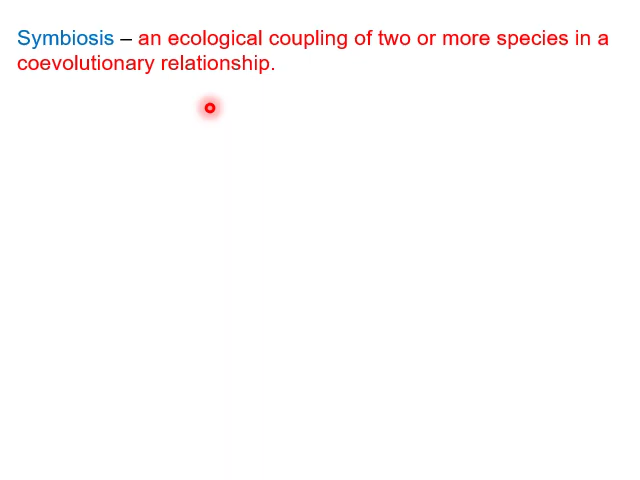 Symbiosis – an ecological coupling of two or more species in a
coevolutionary relationship.